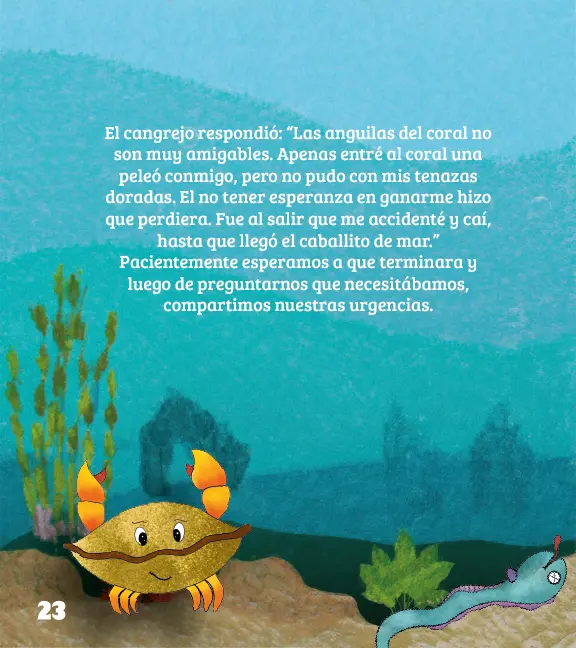 El cangrejo respondió: “Las anguilas del coral no
son muy amigables. Apenas entré al coral una
peleó conmigo, pero no pudo con mis tenazas
doradas. El no tener esperanza en ganarme hizo
que perdiera. Fue al salir que me accidenté y caí,
hasta que llegó el caballito de mar.”
Pacientemente esperamos a que terminara y
luego de preguntarnos que necesitábamos,
compartimos nuestras urgencias.
23